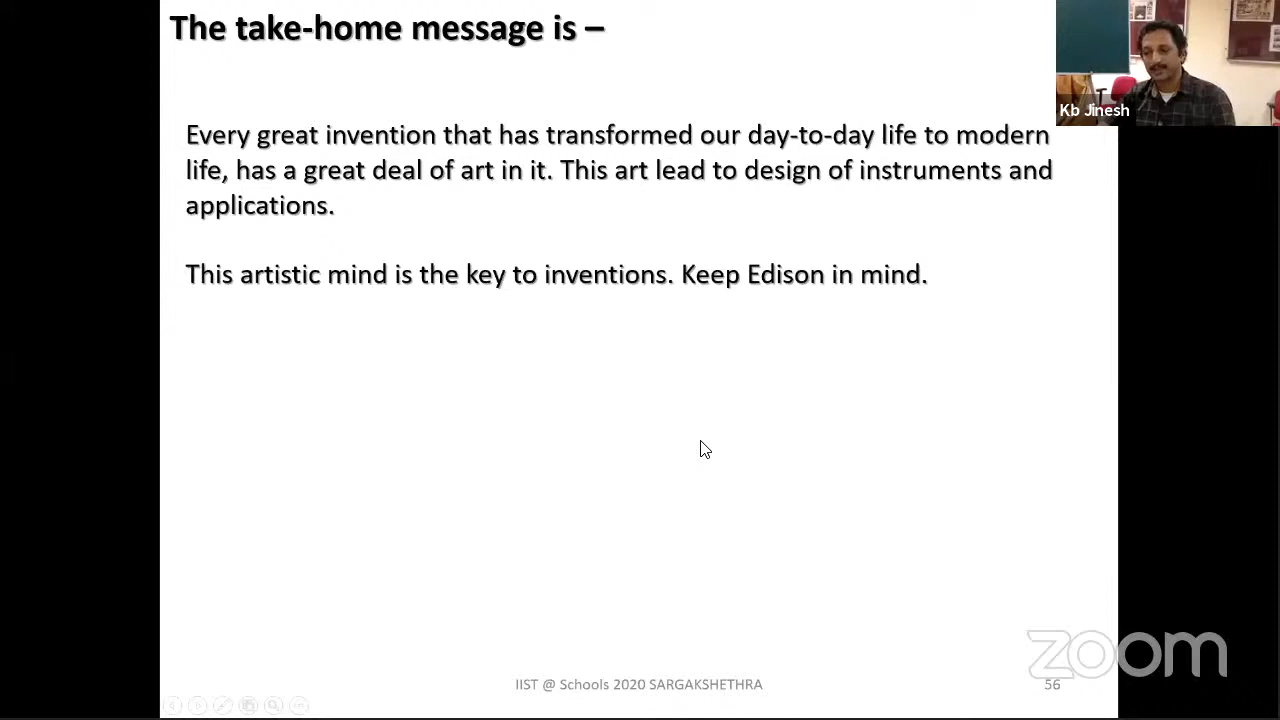 The take-home message is –
Kb Jinesh
Every great invention that has transformed our day-to-day life to modern
life, has a great deal of art in it. This art lead to design of instruments and
applications.
This artistic mind is the key to inventions. Keep Edison in mind.
zoom
IIST @ Schools 2020 SARGAKSHETHRA
56